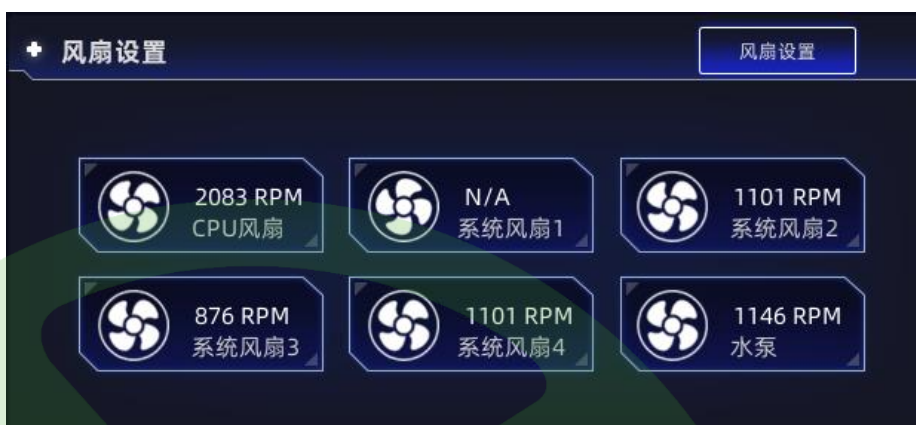 风扇设置
风扇设置
2083 RPM
CPU风扇
N/A
系统风扇1
1101 RPM
系统风扇2
876 RPM
系统风扇3
1101 RPM
系统风扇4
1146 RPM
水泵